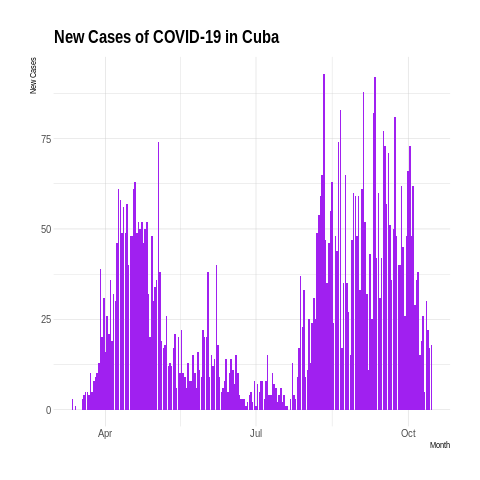 New Cases of COVID-19 in Cuba
New Cases
75
50
25
0
Apr
Jul
Oct
Month